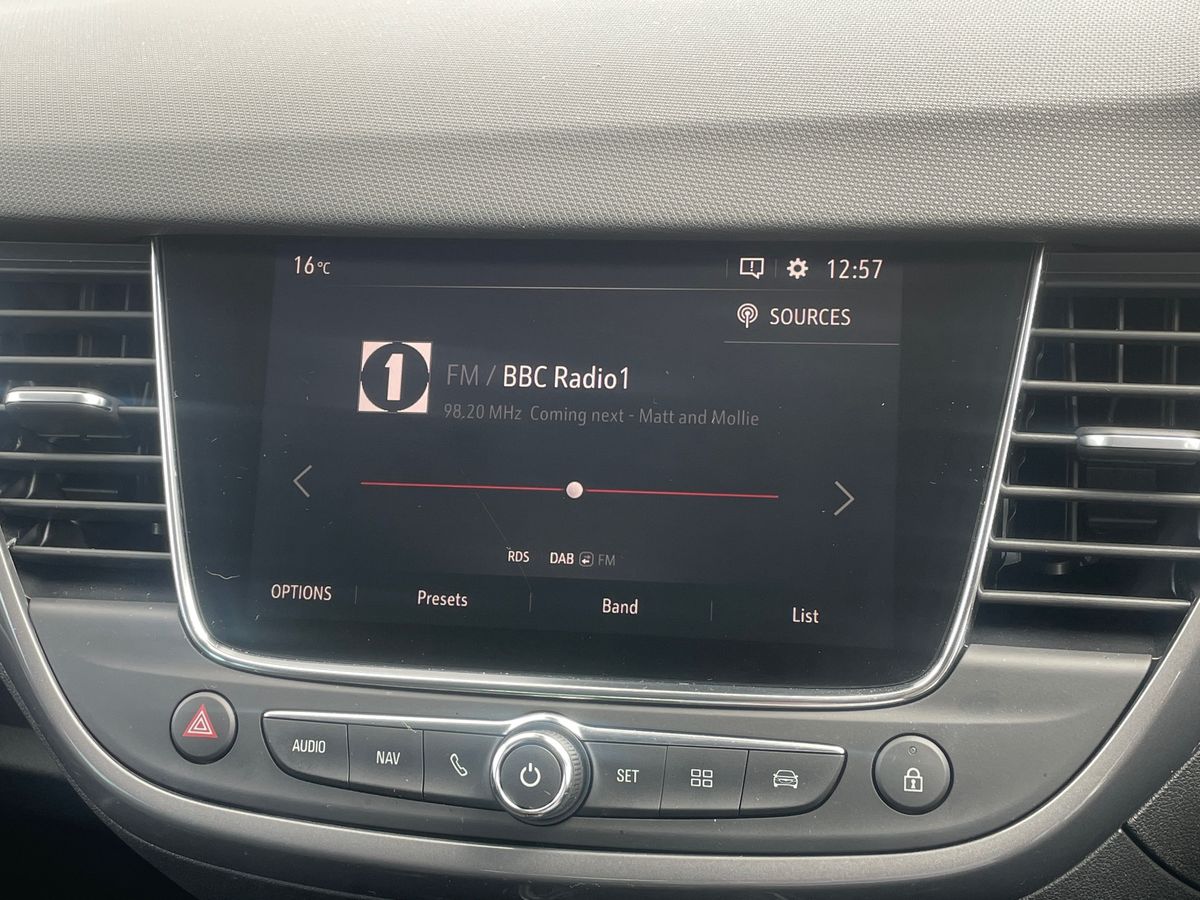 16°C 12:57
SOURCES
1
FM / BBC Radio1
98.20 MHz Coming next - Matt and Mollie
RDS DAB FM
OPTIONS Presets Band List
AUDIO NAV SET